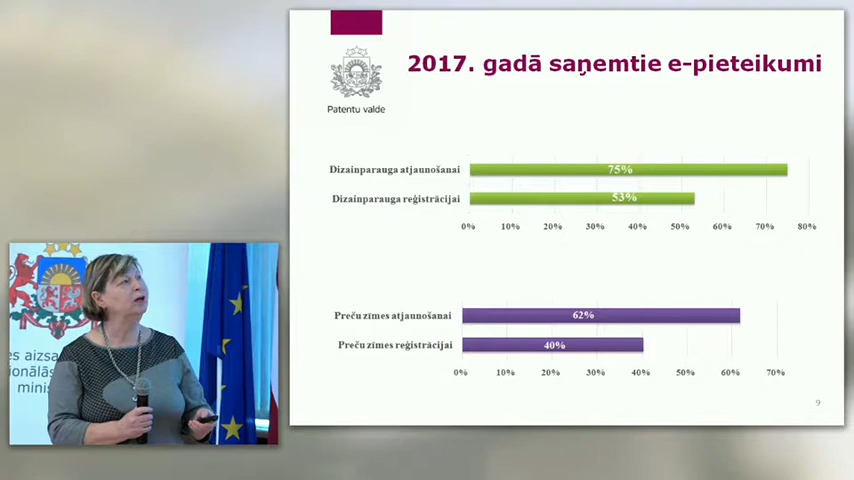 2017. gadā saņemtie e-pieteikumi
Patentu valde
Dizainparauga atjaunošanai
75%
Dizainparauga reģistrācijai
53%
0% 10% 20% 30% 40% 50% 60% 70% 80%
Preču zīmes atjaunošanai
62%
Preču zīmes reģistrācijai
40%
0% 10% 20% 30% 40% 50% 60% 70%
9
es aizsa
ionālās
minis